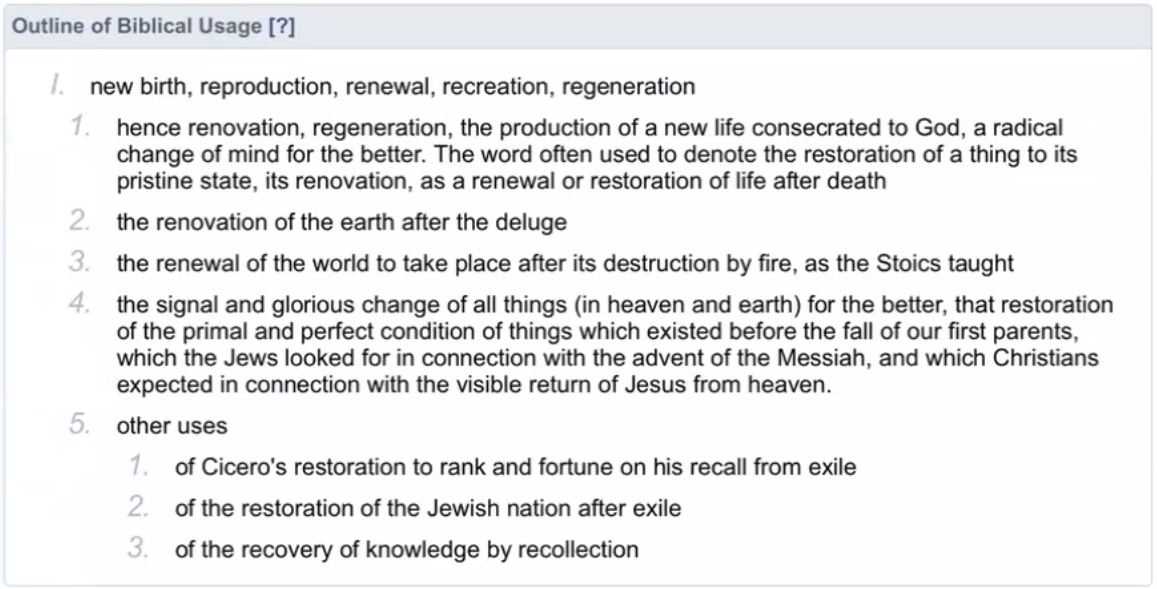 Outline of Biblical Usage [?]
I. new birth, reproduction, renewal, recreation, regeneration
1. hence renovation, regeneration, the production of a new life consecrated to God, a radical
change of mind for the better. The word often used to denote the restoration of a thing to its
pristine state, its renovation, as a renewal or restoration of life after death
2. the renovation of the earth after the deluge
3. the renewal of the world to take place after its destruction by fire, as the Stoics taught
4. the signal and glorious change of all things (in heaven and earth) for the better, that restoration
of the primal and perfect condition of things which existed before the fall of our first parents,
which the Jews looked for in connection with the advent of the Messiah, and which Christians
expected in connection with the visible return of Jesus from heaven.
5. other uses
1. of Cicero's restoration to rank and fortune on his recall from exile
2. of the restoration of the Jewish nation after exile
3. of the recovery of knowledge by recollection